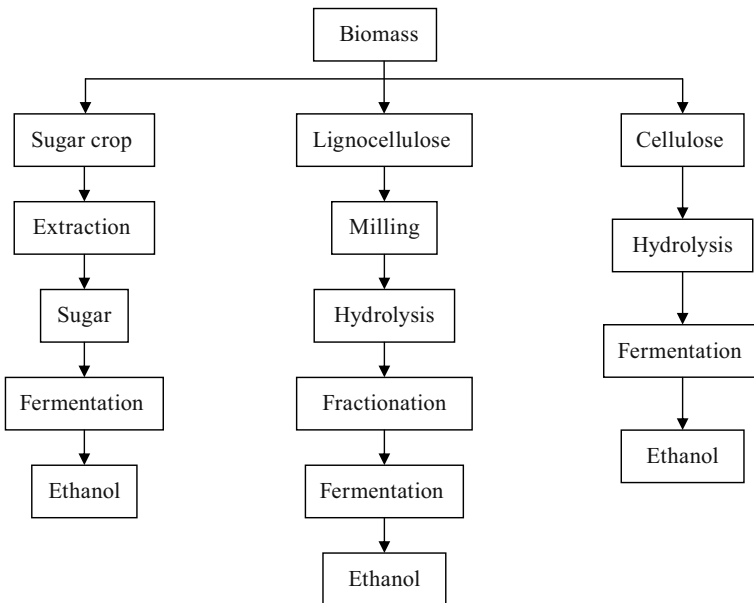 Biomass
Sugar crop
Extraction
Sugar
Fermentation
Ethanol
Lignocellulose
Milling
Hydrolysis
Fractionation
Fermentation
Ethanol
Cellulose
Hydrolysis
Fermentation
Ethanol